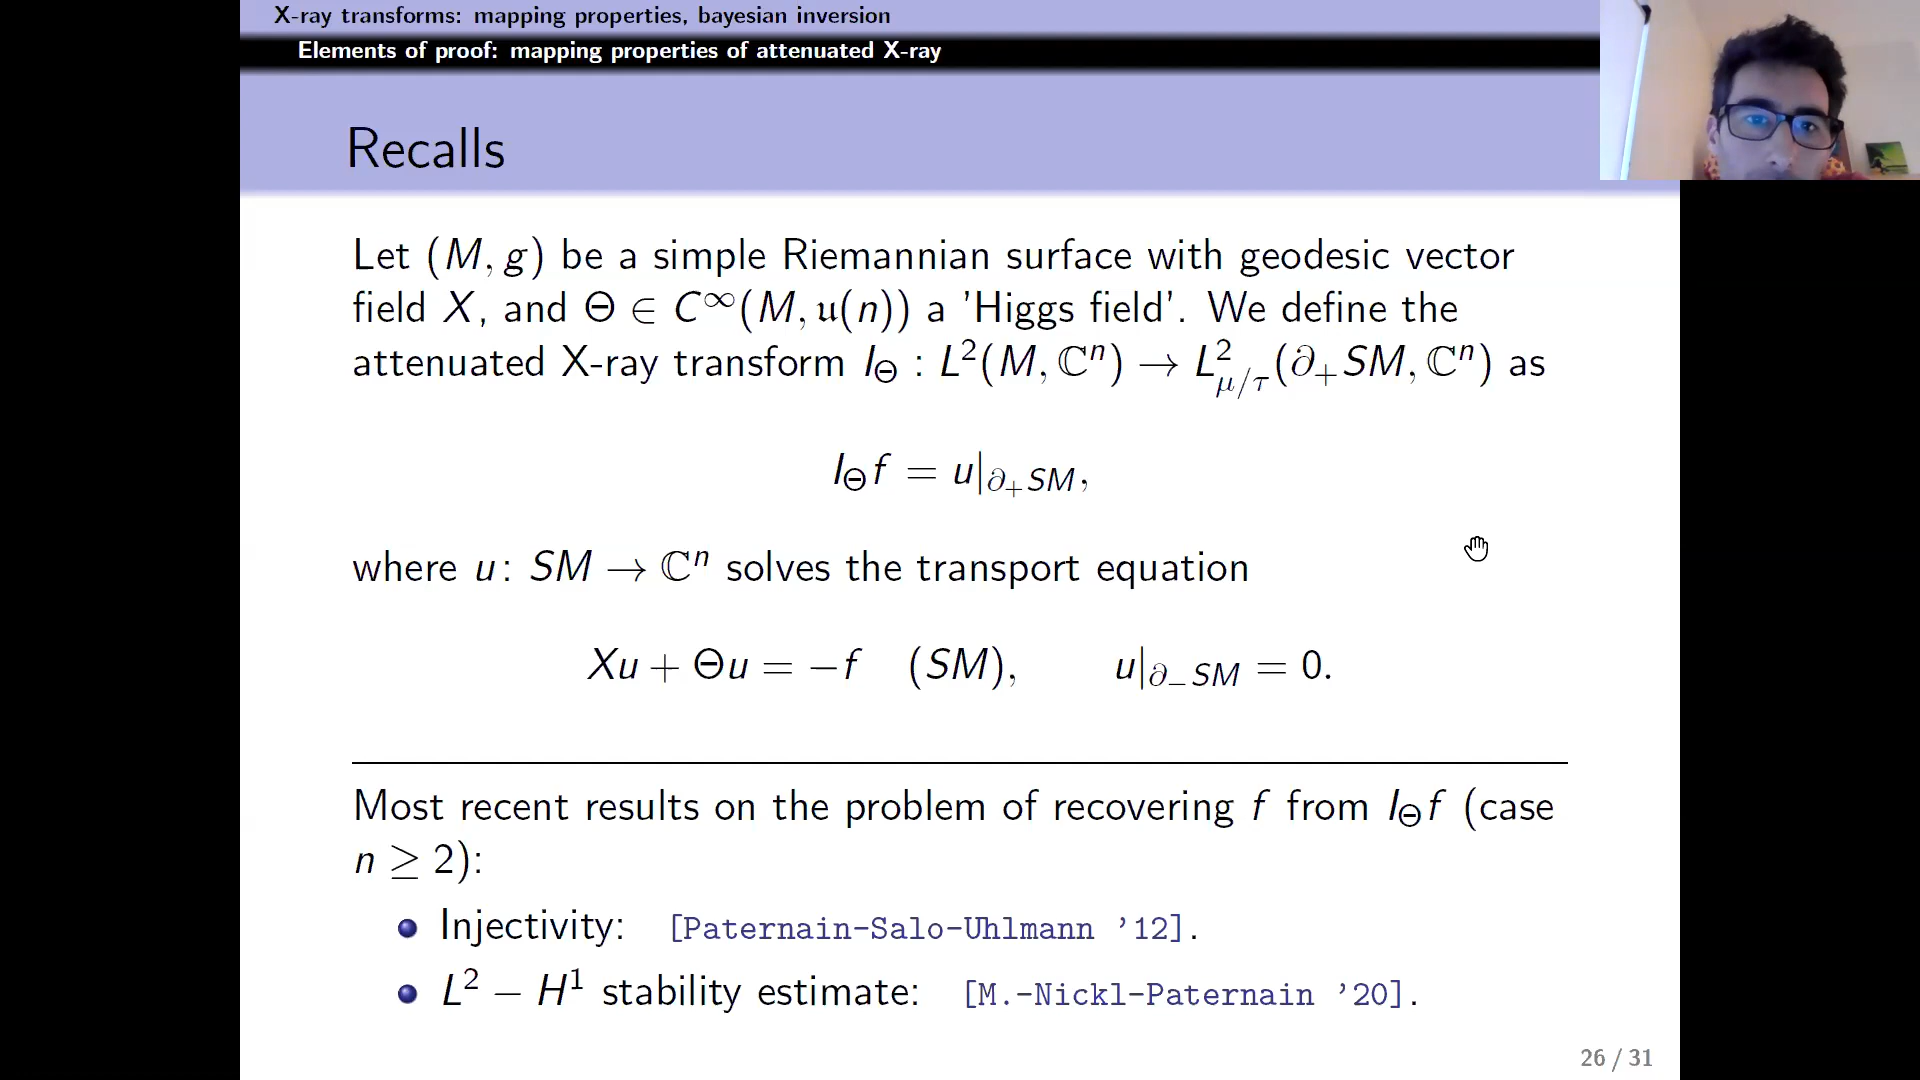 X-ray transforms: mapping properties, bayesian inversion
Elements of proof: mapping properties of attenuated X-ray
Recalls
Let (M, g) be a simple Riemannian surface with geodesic vector
field X, and Θ ∈ C^∞(M, 𝔲(n)) a 'Higgs field'. We define the
attenuated X-ray transform I_Θ : L²(M, ℂⁿ) → L²_{μ/τ}(∂₊SM, ℂⁿ) as
I_Θ f = u|_{∂₊SM},
where u: SM → ℂⁿ solves the transport equation
Xu + Θu = −f (SM), u|_{∂₋SM} = 0.
Most recent results on the problem of recovering f from I_Θ f (case
n ≥ 2):
Injectivity: [Paternain-Salo-Uhlmann '12].
L² − H¹ stability estimate: [M.-Nickl-Paternain '20].
26 / 31